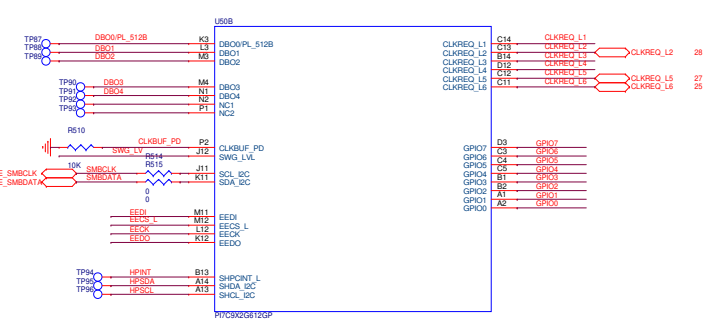 U50B
TP87 DBO0/PL_512B K3 DBO0/PL_512B CLKREQ_L1 C14 CLKREQ_L1
TP88 DBO1 L3 DBO1 CLKREQ_L2 C13 CLKREQ_L2 CLKREQ_L2 28
TP89 DBO2 M3 DBO2 CLKREQ_L3 B14 CLKREQ_L3
CLKREQ_L4 D12 CLKREQ_L4
TP90 DBO3 M4 DBO3 CLKREQ_L5 C12 CLKREQ_L5 CLKREQ_L5 27
TP91 DBO4 N1 DBO4 CLKREQ_L6 C11 CLKREQ_L6 CLKREQ_L6 25
TP92 N2 NC1
TP93 P1 NC2
R510
CLKBUF_PD P2 CLKBUF_PD GPIO7 D3 GPIO7
SWG_LV J12 SWG_LVL GPIO6 C3 GPIO6
10K R514 GPIO5 C4 GPIO5
R515 GPIO4 C5 GPIO4
E_SMBCLK SMBCLK J11 SCL_I2C GPIO3 B1 GPIO3
E_SMBDATA SMBDATA K11 SDA_I2C GPIO2 B2 GPIO2
0 GPIO1 A1 GPIO1
0 GPIO0 A2 GPIO0
EEDI M11 EEDI
EECS_L M12 EECS_L
EECK L12 EECK
EEDO K12 EEDO
TP94 HPINT B13 SHPCINT_L
TP95 HPSDA A14 SHDA_I2C
TP96 HPSCL A13 SHCL_I2C
PI7C9X2G612GP